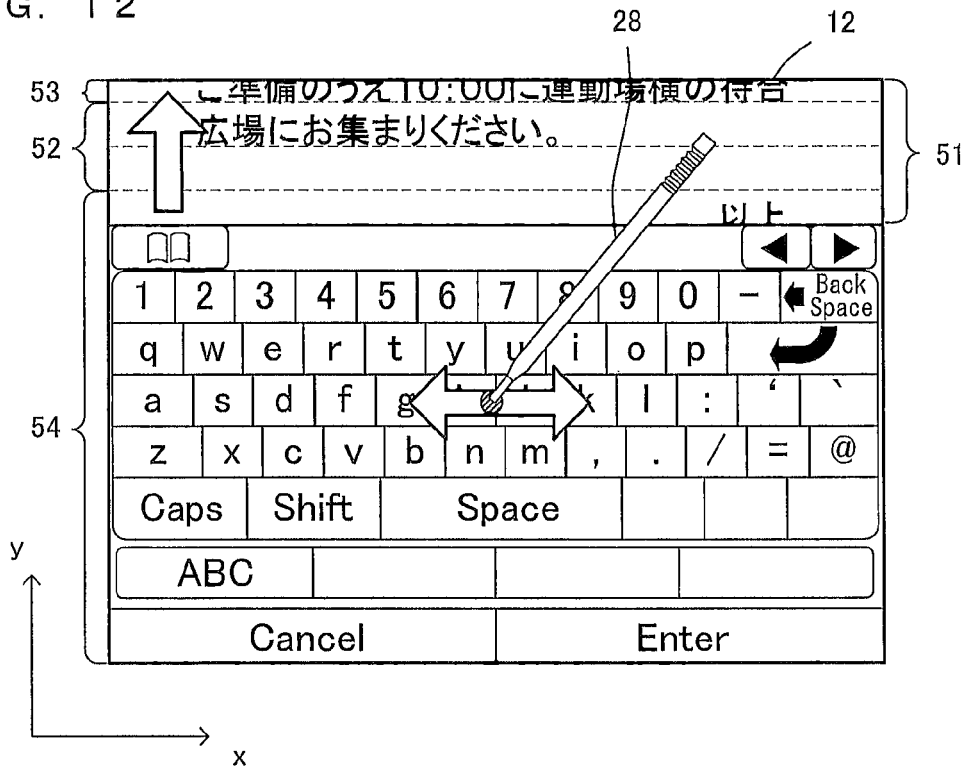 G. 12
28
12
53
ご準備のうえ10:00に運動場横の待合
52
広場にお集まりください。
51
以上
1 2 3 4 5 6 7 8 9 0 - Back Space
q w e r t y u i o p
a s d f g k l : ‘ `
54
z x c v b n m , . / = @
Caps Shift Space
y
ABC
Cancel Enter
x